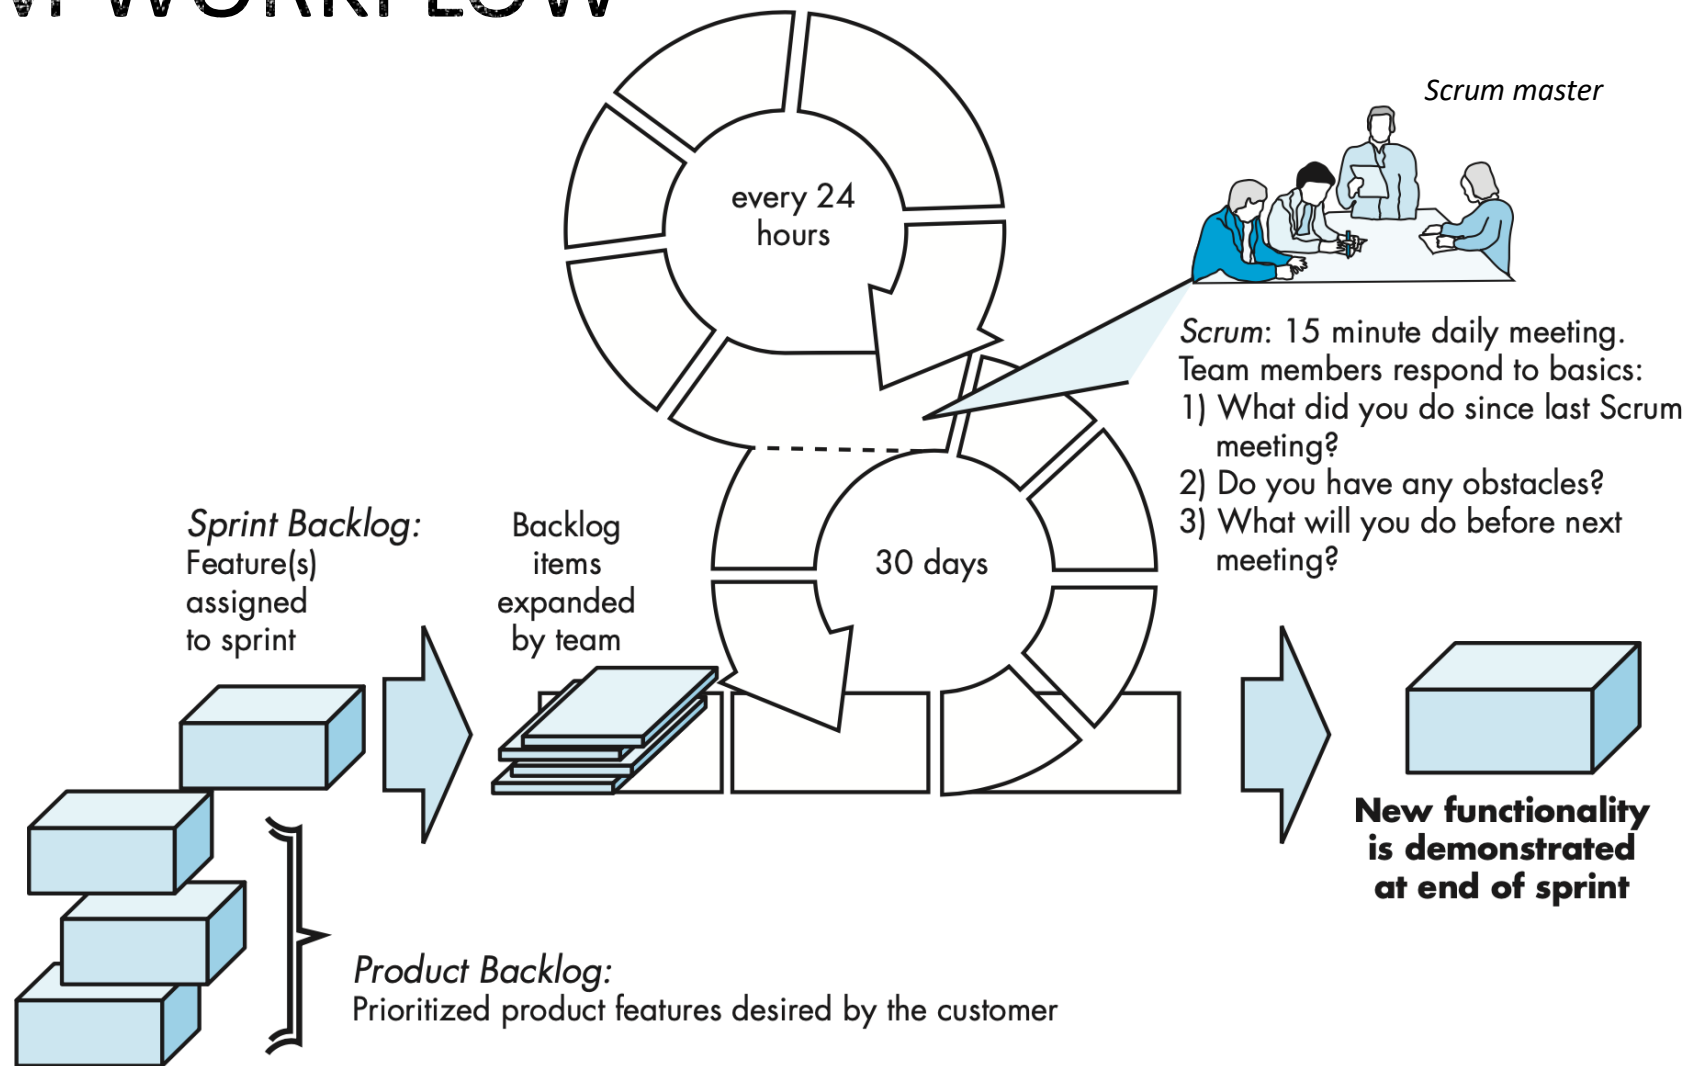 WORKFLOW
Scrum master
every 24
hours
Scrum: 15 minute daily meeting.
Team members respond to basics:
1) What did you do since last Scrum
meeting?
2) Do you have any obstacles?
3) What will you do before next
meeting?
30 days
Sprint Backlog:
Feature(s)
assigned
to sprint
Backlog
items
expanded
by team
New functionality
is demonstrated
at end of sprint
Product Backlog:
Prioritized product features desired by the customer